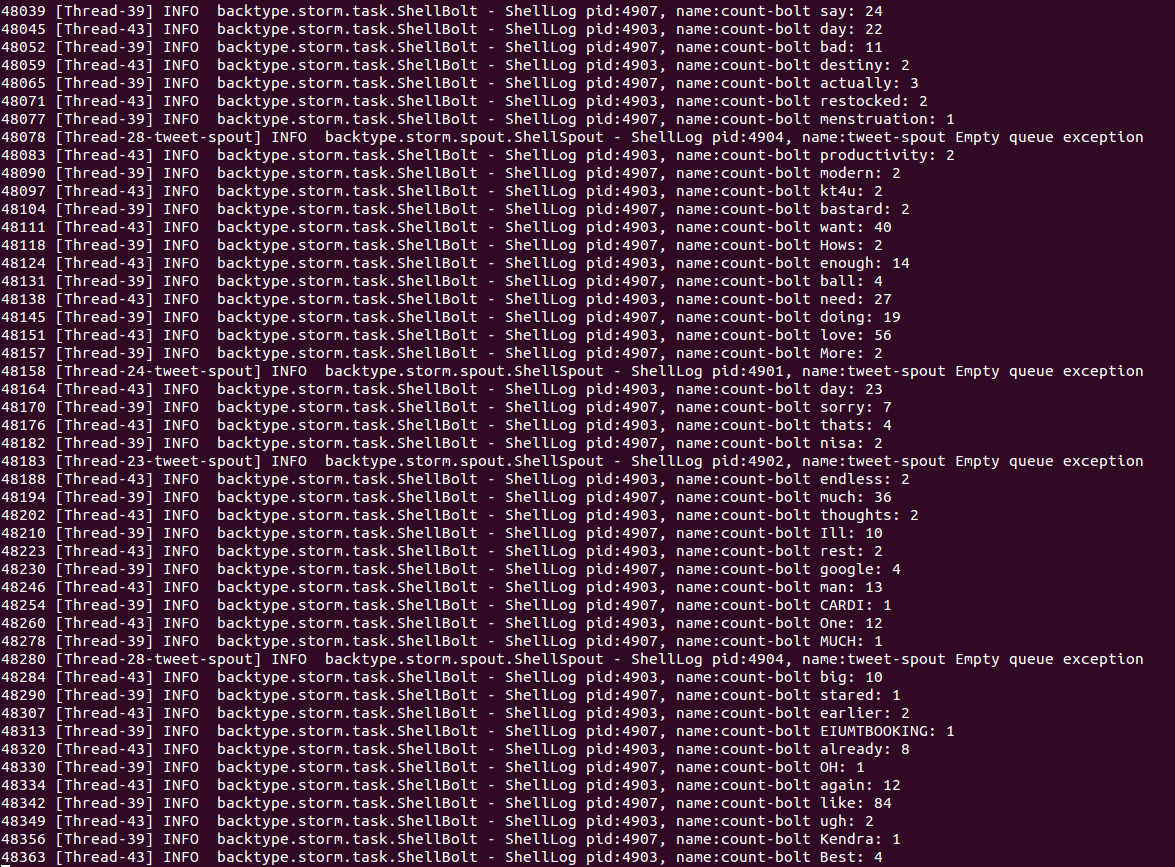 48039 [Thread-39] INFO  backtype.storm.task.ShellBolt - ShellLog pid:4907, name:count-bolt say: 24
48045 [Thread-43] INFO  backtype.storm.task.ShellBolt - ShellLog pid:4903, name:count-bolt day: 22
48052 [Thread-39] INFO  backtype.storm.task.ShellBolt - ShellLog pid:4907, name:count-bolt bad: 11
48059 [Thread-43] INFO  backtype.storm.task.ShellBolt - ShellLog pid:4903, name:count-bolt destiny: 2
48065 [Thread-39] INFO  backtype.storm.task.ShellBolt - ShellLog pid:4907, name:count-bolt actually: 3
48071 [Thread-43] INFO  backtype.storm.task.ShellBolt - ShellLog pid:4903, name:count-bolt restocked: 2
48077 [Thread-39] INFO  backtype.storm.task.ShellBolt - ShellLog pid:4907, name:count-bolt menstruation: 1
48078 [Thread-28-tweet-spout] INFO  backtype.storm.spout.ShellSpout - ShellLog pid:4904, name:tweet-spout Empty queue exception
48083 [Thread-43] INFO  backtype.storm.task.ShellBolt - ShellLog pid:4903, name:count-bolt productivity: 2
48090 [Thread-39] INFO  backtype.storm.task.ShellBolt - ShellLog pid:4907, name:count-bolt modern: 2
48097 [Thread-43] INFO  backtype.storm.task.ShellBolt - ShellLog pid:4903, name:count-bolt kt4u: 2
48104 [Thread-39] INFO  backtype.storm.task.ShellBolt - ShellLog pid:4907, name:count-bolt bastard: 2
48111 [Thread-43] INFO  backtype.storm.task.ShellBolt - ShellLog pid:4903, name:count-bolt want: 40
48118 [Thread-39] INFO  backtype.storm.task.ShellBolt - ShellLog pid:4907, name:count-bolt Hows: 2
48124 [Thread-43] INFO  backtype.storm.task.ShellBolt - ShellLog pid:4903, name:count-bolt enough: 14
48131 [Thread-39] INFO  backtype.storm.task.ShellBolt - ShellLog pid:4907, name:count-bolt ball: 4
48138 [Thread-43] INFO  backtype.storm.task.ShellBolt - ShellLog pid:4903, name:count-bolt need: 27
48145 [Thread-39] INFO  backtype.storm.task.ShellBolt - ShellLog pid:4907, name:count-bolt doing: 19
48151 [Thread-43] INFO  backtype.storm.task.ShellBolt - ShellLog pid:4903, name:count-bolt love: 56
48157 [Thread-39] INFO  backtype.storm.task.ShellBolt - ShellLog pid:4907, name:count-bolt More: 2
48158 [Thread-24-tweet-spout] INFO  backtype.storm.spout.ShellSpout - ShellLog pid:4901, name:tweet-spout Empty queue exception
48164 [Thread-43] INFO  backtype.storm.task.ShellBolt - ShellLog pid:4903, name:count-bolt day: 23
48170 [Thread-39] INFO  backtype.storm.task.ShellBolt - ShellLog pid:4907, name:count-bolt sorry: 7
48176 [Thread-43] INFO  backtype.storm.task.ShellBolt - ShellLog pid:4903, name:count-bolt thats: 4
48182 [Thread-39] INFO  backtype.storm.task.ShellBolt - ShellLog pid:4907, name:count-bolt nisa: 2
48183 [Thread-23-tweet-spout] INFO  backtype.storm.spout.ShellSpout - ShellLog pid:4902, name:tweet-spout Empty queue exception
48188 [Thread-43] INFO  backtype.storm.task.ShellBolt - ShellLog pid:4903, name:count-bolt endless: 2
48194 [Thread-39] INFO  backtype.storm.task.ShellBolt - ShellLog pid:4907, name:count-bolt much: 36
48202 [Thread-43] INFO  backtype.storm.task.ShellBolt - ShellLog pid:4903, name:count-bolt thoughts: 2
48210 [Thread-39] INFO  backtype.storm.task.ShellBolt - ShellLog pid:4907, name:count-bolt Ill: 10
48223 [Thread-43] INFO  backtype.storm.task.ShellBolt - ShellLog pid:4903, name:count-bolt rest: 2
48230 [Thread-39] INFO  backtype.storm.task.ShellBolt - ShellLog pid:4907, name:count-bolt google: 4
48246 [Thread-43] INFO  backtype.storm.task.ShellBolt - ShellLog pid:4903, name:count-bolt man: 13
48254 [Thread-39] INFO  backtype.storm.task.ShellBolt - ShellLog pid:4907, name:count-bolt CARDI: 1
48260 [Thread-43] INFO  backtype.storm.task.ShellBolt - ShellLog pid:4903, name:count-bolt One: 12
48278 [Thread-39] INFO  backtype.storm.task.ShellBolt - ShellLog pid:4907, name:count-bolt MUCH: 1
48280 [Thread-28-tweet-spout] INFO  backtype.storm.spout.ShellSpout - ShellLog pid:4904, name:tweet-spout Empty queue exception
48284 [Thread-43] INFO  backtype.storm.task.ShellBolt - ShellLog pid:4903, name:count-bolt big: 10
48290 [Thread-39] INFO  backtype.storm.task.ShellBolt - ShellLog pid:4907, name:count-bolt stared: 1
48307 [Thread-43] INFO  backtype.storm.task.ShellBolt - ShellLog pid:4903, name:count-bolt earlier: 2
48313 [Thread-39] INFO  backtype.storm.task.ShellBolt - ShellLog pid:4907, name:count-bolt EIUMTBOOKING: 1
48320 [Thread-43] INFO  backtype.storm.task.ShellBolt - ShellLog pid:4903, name:count-bolt already: 8
48330 [Thread-39] INFO  backtype.storm.task.ShellBolt - ShellLog pid:4907, name:count-bolt OH: 1
48334 [Thread-43] INFO  backtype.storm.task.ShellBolt - ShellLog pid:4903, name:count-bolt again: 12
48342 [Thread-39] INFO  backtype.storm.task.ShellBolt - ShellLog pid:4907, name:count-bolt like: 84
48349 [Thread-43] INFO  backtype.storm.task.ShellBolt - ShellLog pid:4903, name:count-bolt ugh: 2
48356 [Thread-39] INFO  backtype.storm.task.ShellBolt - ShellLog pid:4907, name:count-bolt Kendra: 1
48363 [Thread-43] INFO  backtype.storm.task.ShellBolt - ShellLog pid:4903, name:count-bolt Best: 4